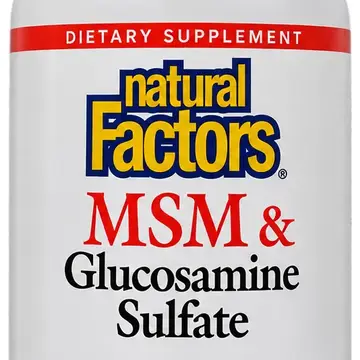 DIETARY SUPPLEMENT
natural
Factors®
MSM &
Glucosamine
Sulfate